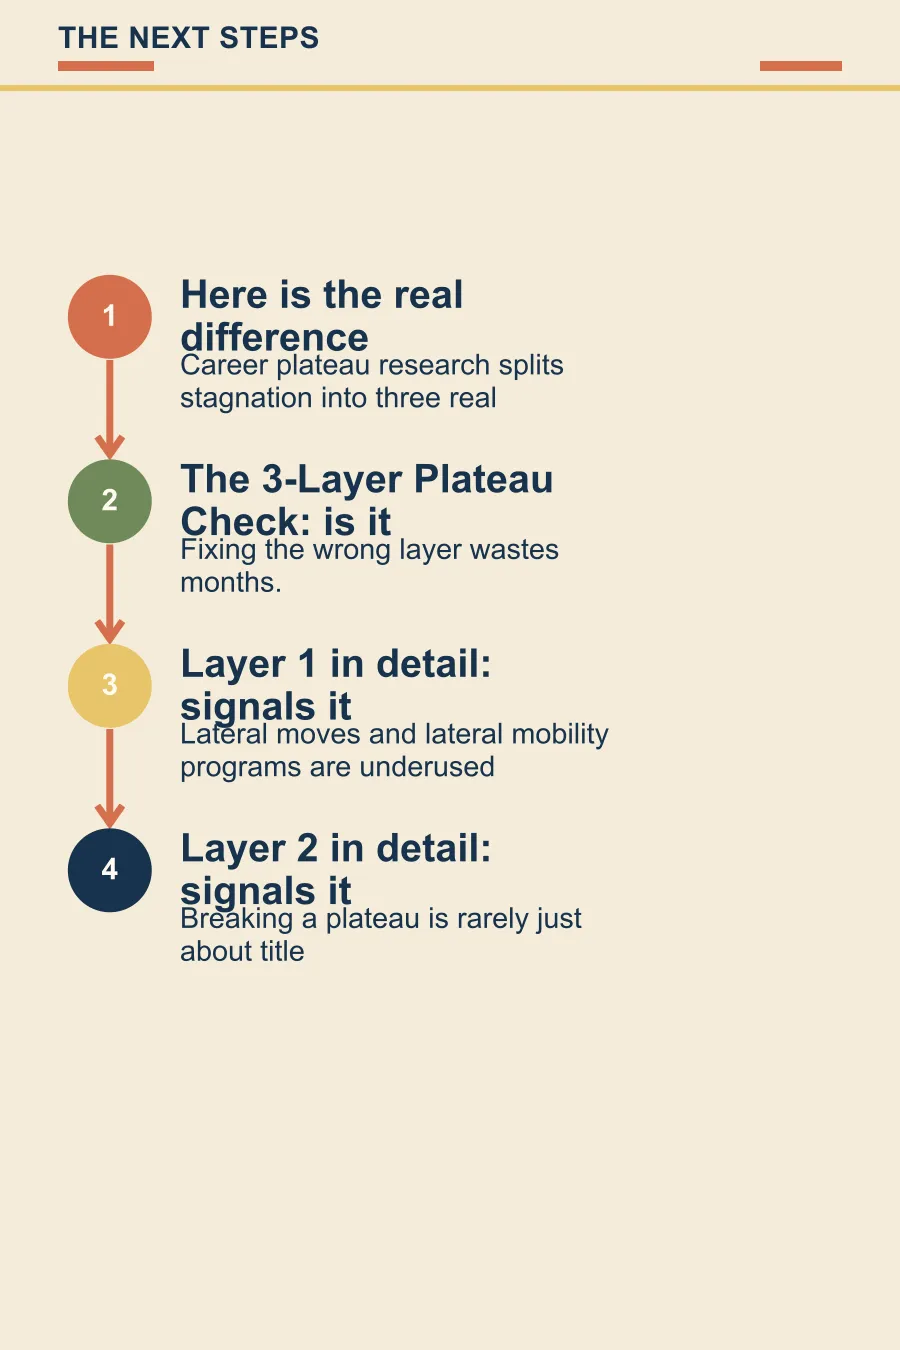 THE NEXT STEPS
1
Here is the real
difference
Career plateau research splits
stagnation into three real
2
The 3-Layer Plateau
Check: is it
Fixing the wrong layer wastes
months.
3
Layer 1 in detail:
signals it
Lateral moves and lateral mobility
programs are underused
4
Layer 2 in detail:
signals it
Breaking a plateau is rarely just
about title